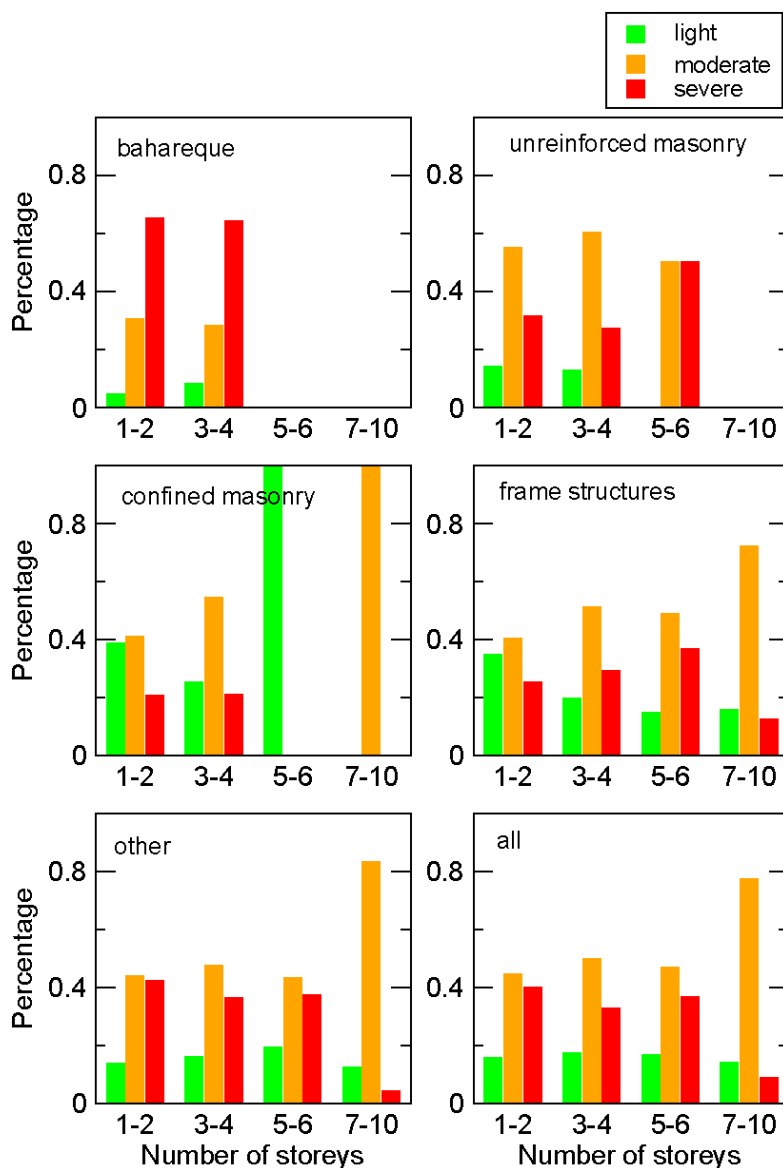 light
moderate
severe
bahareque
unreinforced masonry
Percentage
0.8
0.4
0
0.8
0.4
0
1-2 3-4 5-6 7-10
1-2 3-4 5-6 7-10
confined masonry
frame structures
Percentage
0.8
0.4
0
0.8
0.4
0
1-2 3-4 5-6 7-10
1-2 3-4 5-6 7-10
other
all
Percentage
0.8
0.4
0
0.8
0.4
0
1-2 3-4 5-6 7-10
1-2 3-4 5-6 7-10
Number of storeys
Number of storeys